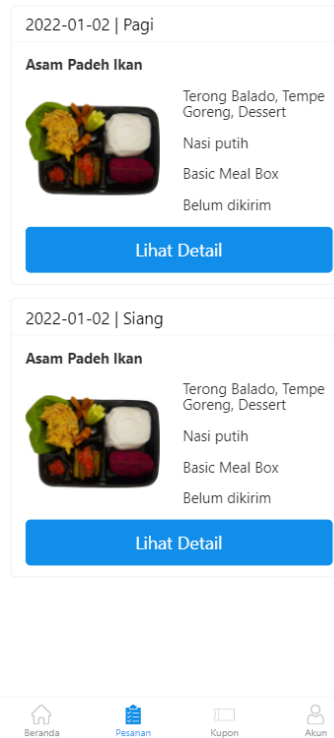 2022-01-02 | Pagi
Asam Padeh Ikan
Terong Balado, Tempe
Goreng, Dessert
Nasi putih
Basic Meal Box
Belum dikirim
Lihat Detail
2022-01-02 | Siang
Asam Padeh Ikan
Terong Balado, Tempe
Goreng, Dessert
Nasi putih
Basic Meal Box
Belum dikirim
Lihat Detail
Beranda
Pesanan
Kupon
Akun